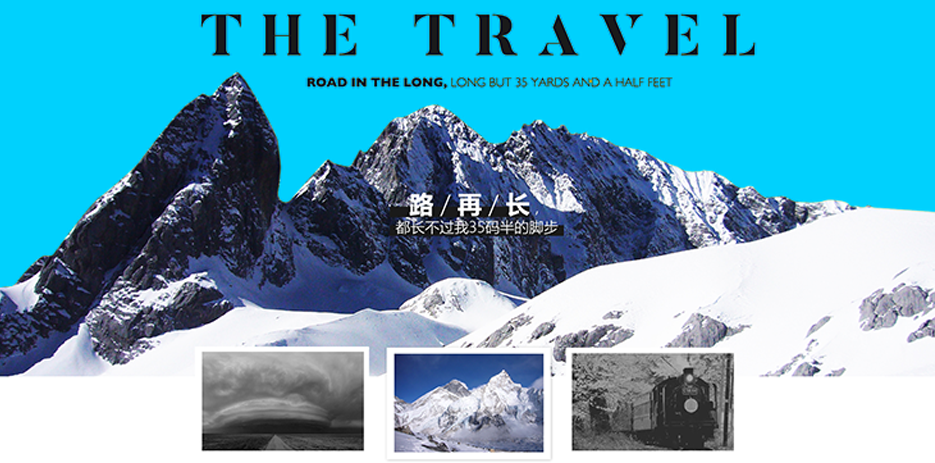 THE TRAVEL
ROAD IN THE LONG, LONG BUT 35 YARDS AND A HALF FEET
路/再/长
都长不过我35码半的脚步